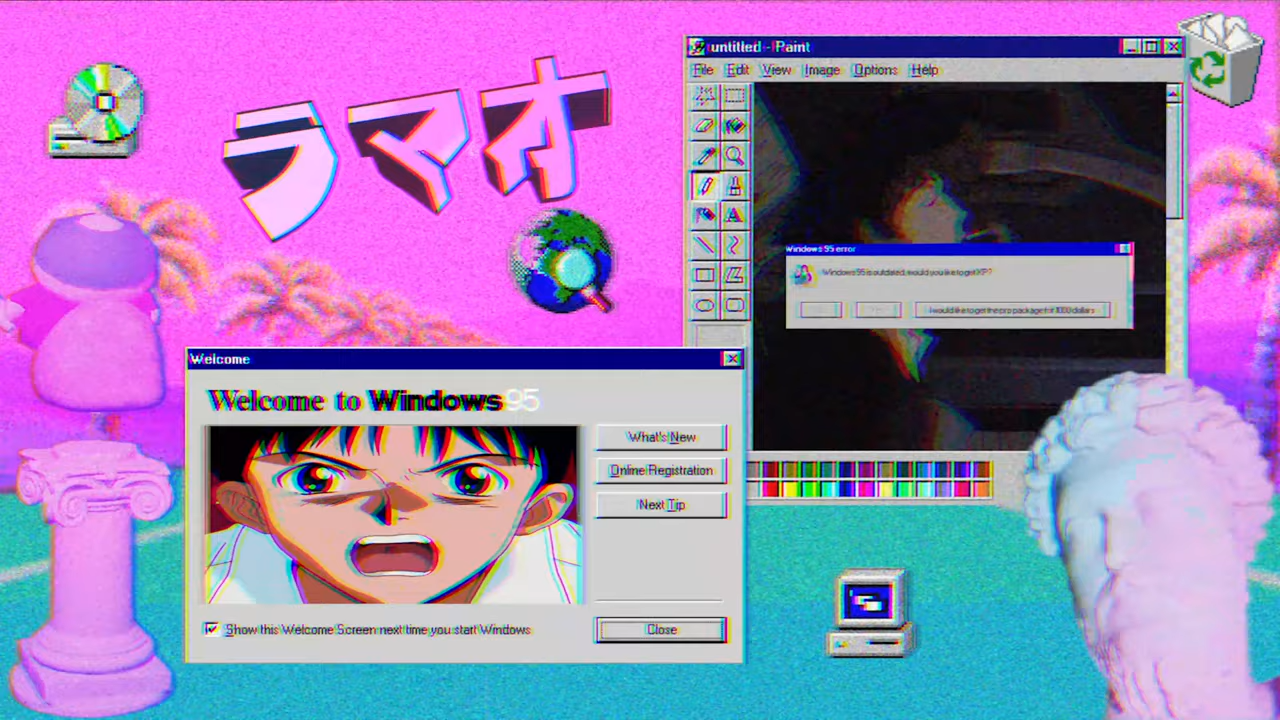 ラマオ
untitled - Paint
File Edit View Image Options Help
Windows 95 error
Windows 95 is outdated, would you like to get XP?
I would like to get the pro package for 1000 dollars
Welcome
Welcome to Windows 95
What's New
Online Registration
Next Tip
Show this Welcome Screen next time you start Windows
Close